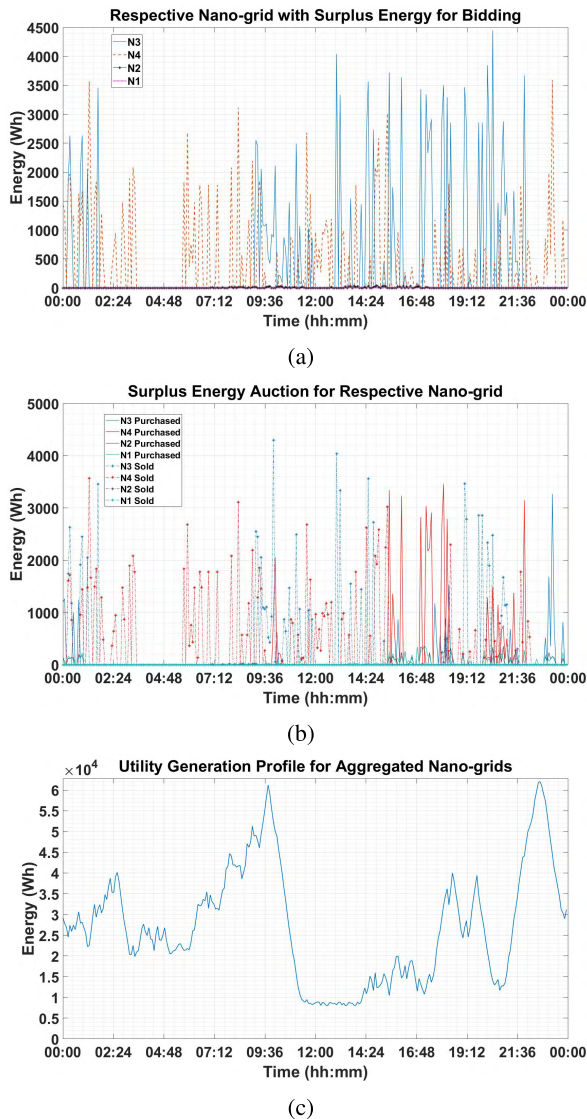 Respective Nano-grid with Surplus Energy for Bidding
Energy (Wh)
4500
4000
3500
3000
2500
2000
1500
1000
500
0
N3
N4
N2
N1
00:00 02:24 04:48 07:12 09:36 12:00 14:24 16:48 19:12 21:36 00:00
Time (hh:mm)
(a)
Surplus Energy Auction for Respective Nano-grid
Energy (Wh)
5000
4000
3000
2000
1000
0
N3 Purchased
N4 Purchased
N2 Purchased
N1 Purchased
N3 Sold
N4 Sold
N2 Sold
N1 Sold
00:00 02:24 04:48 07:12 09:36 12:00 14:24 16:48 19:12 21:36 00:00
Time (hh:mm)
(b)
Utility Generation Profile for Aggregated Nano-grids
×10⁴
Energy (Wh)
6
5.5
5
4.5
4
3.5
3
2.5
2
1.5
1
0.5
0
00:00 02:24 04:48 07:12 09:36 12:00 14:24 16:48 19:12 21:36 00:00
Time (hh:mm)
(c)